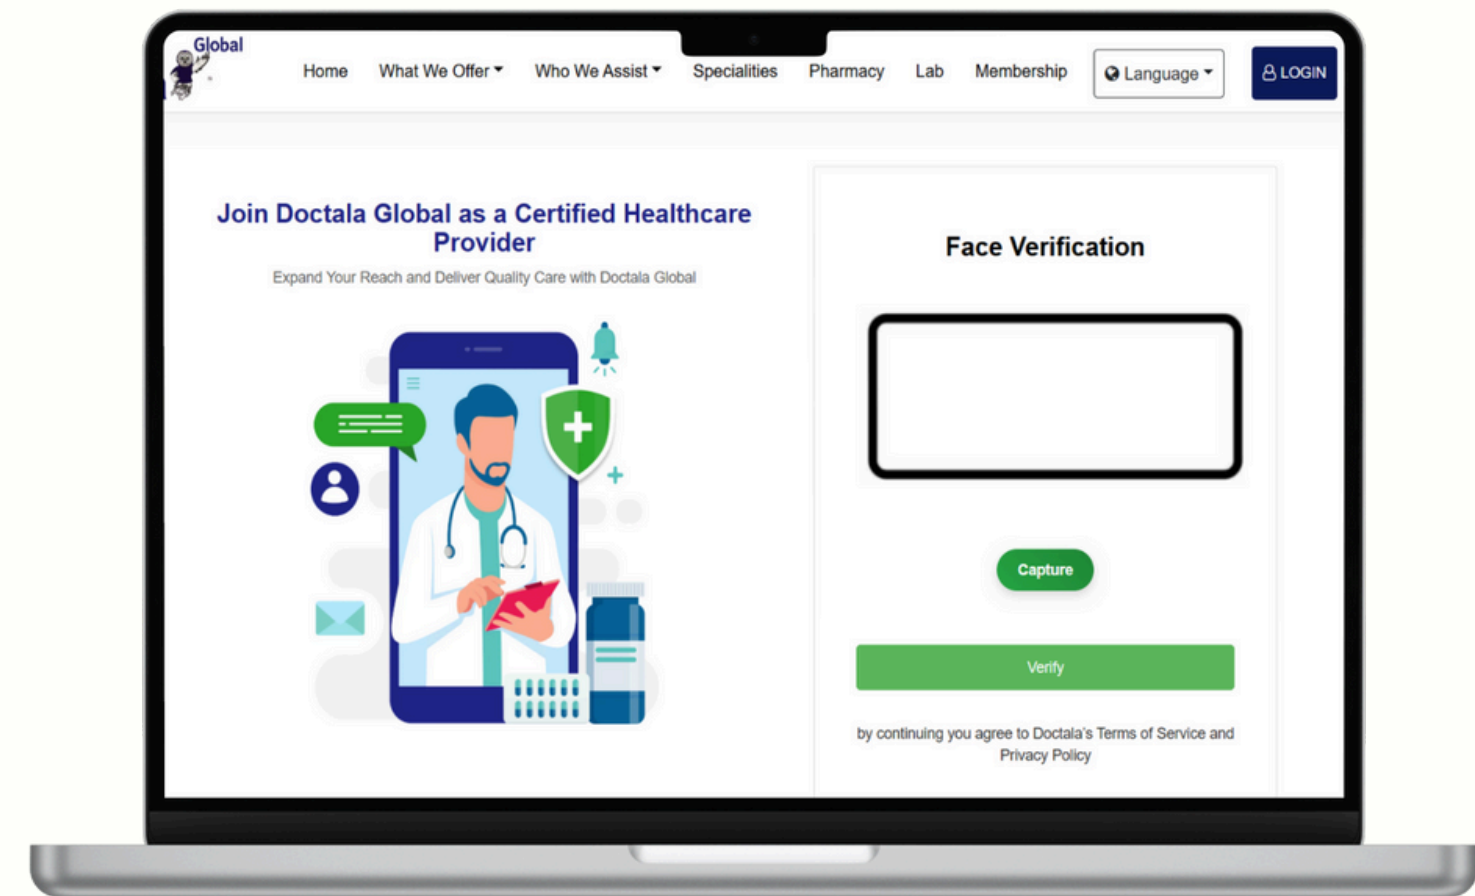 Global
Home What We Offer Who We Assist Specialities Pharmacy Lab Membership Language LOGIN
Join Doctala Global as a Certified Healthcare
Provider
Expand Your Reach and Deliver Quality Care with Doctala Global
Face Verification
Capture
Verify
by continuing you agree to Doctala's Terms of Service and
Privacy Policy